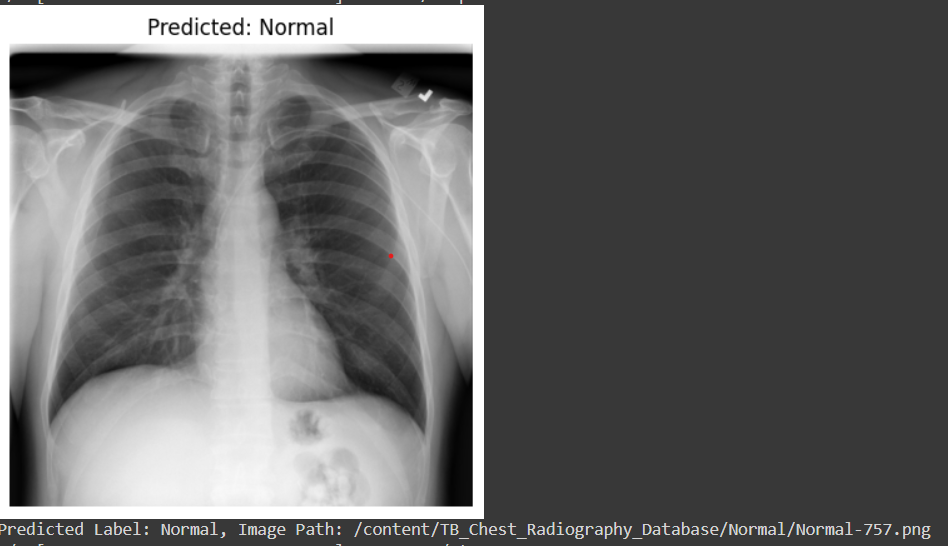 Predicted: Normal
Predicted Label: Normal, Image Path: /content/TB_Chest_Radiography_Database/Normal/Normal-757.png